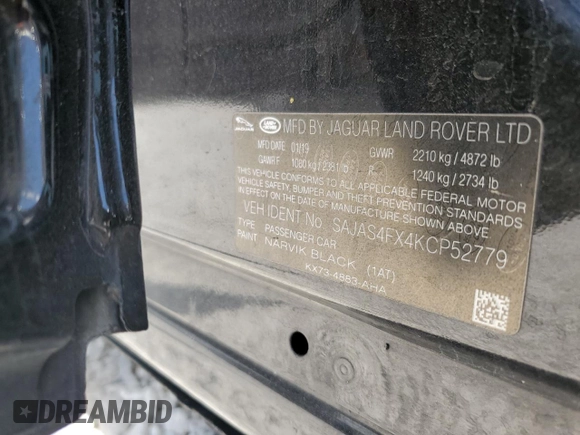 JAGUAR LAND ROVER MFD BY JAGUAR LAND ROVER LTD
MFD DATE 01/19 GVWR 2210 kg / 4872 lb
GAWR F 1080 kg / 2381 lb R 1240 kg / 2734 lb
THIS VEHICLE CONFORMS TO ALL APPLICABLE FEDERAL MOTOR
VEHICLE SAFETY, BUMPER AND THEFT PREVENTION STANDARDS
IN EFFECT ON THE DATE OF MANUFACTURE SHOWN ABOVE
VEH IDENT No SAJAS4FX4KCP52779
TYPE PASSENGER CAR
PAINT NARVIK BLACK (1AT)
KX73-4883-AHA
DREAMBID